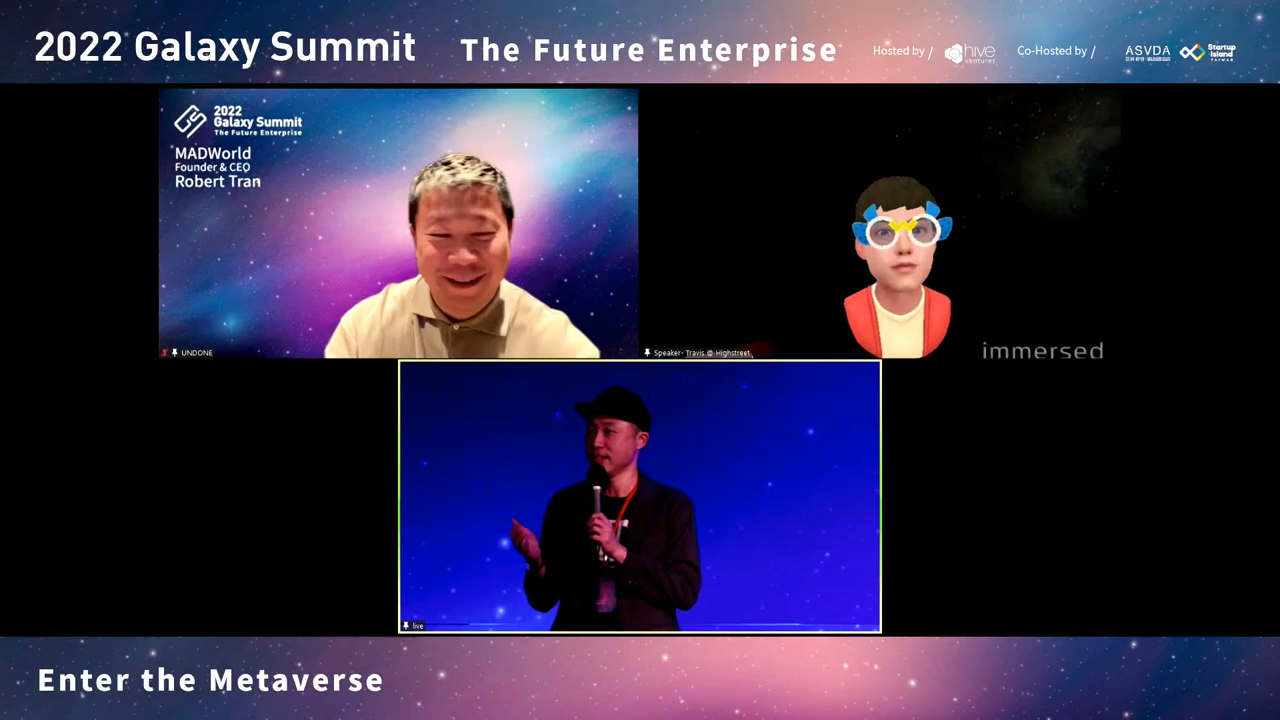 2022 Galaxy Summit
The Future Enterprise
Hosted by /
hive
ventures
Co-Hosted by /
ASVDA
Startup
Island
TAIWAN
2022
Galaxy Summit
The Future Enterprise
MADWorld
Founder & CEO
Robert Tran
UNDONE
Speaker- Travis @ Highstreet
immersed
live
Enter the Metaverse